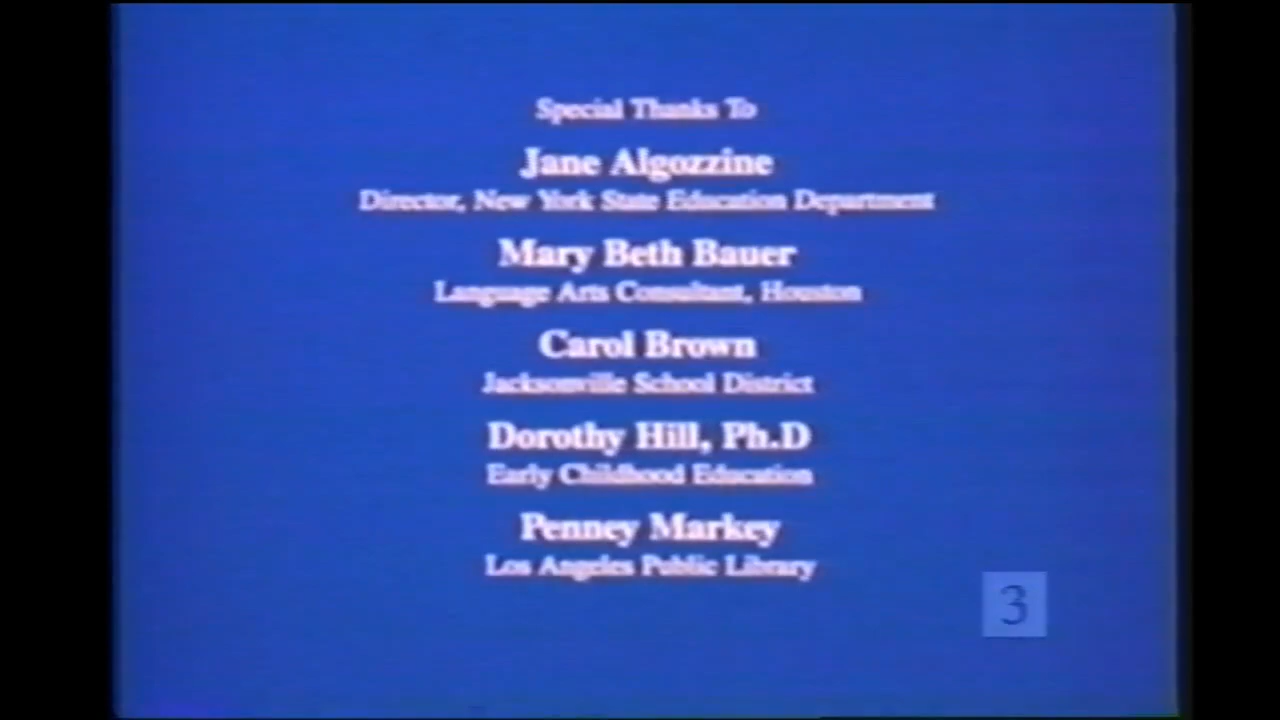 Special Thanks To
Jane Algozzine
Director, New York State Education Department
Mary Beth Bauer
Language Arts Consultant, Houston
Carol Brown
Jacksonville School District
Dorothy Hill, Ph.D
Early Childhood Education
Penney Markey
Los Angeles Public Library
3